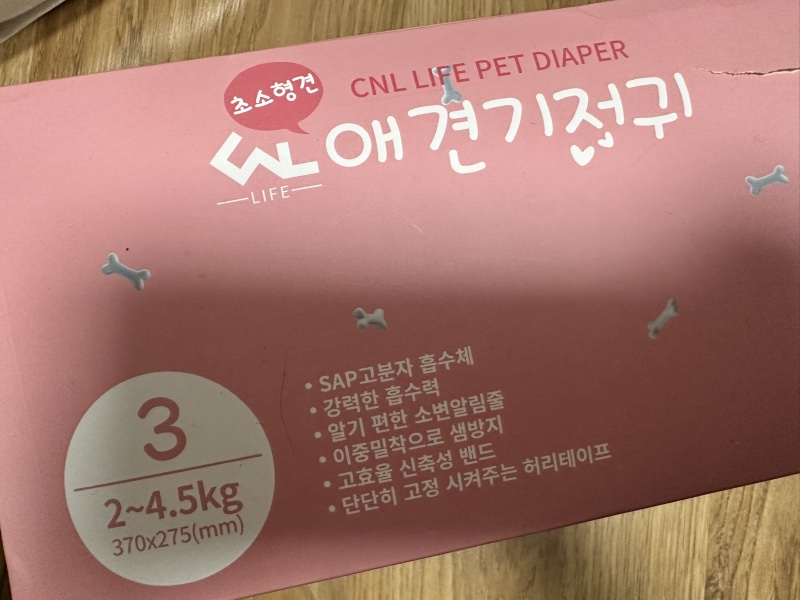 초소형견
CNL LIFE PET DIAPER
CNL 애견기접귀
LIFE
3
2~4.5kg
370x275(mm)
• SAP고분자 흡수체
• 강력한 흡수력
• 알기 편한 소변알림줄
• 이중밀착으로 샘방지
• 고효율 신축성 밴드
• 단단히 고정 시켜주는 허리테이프